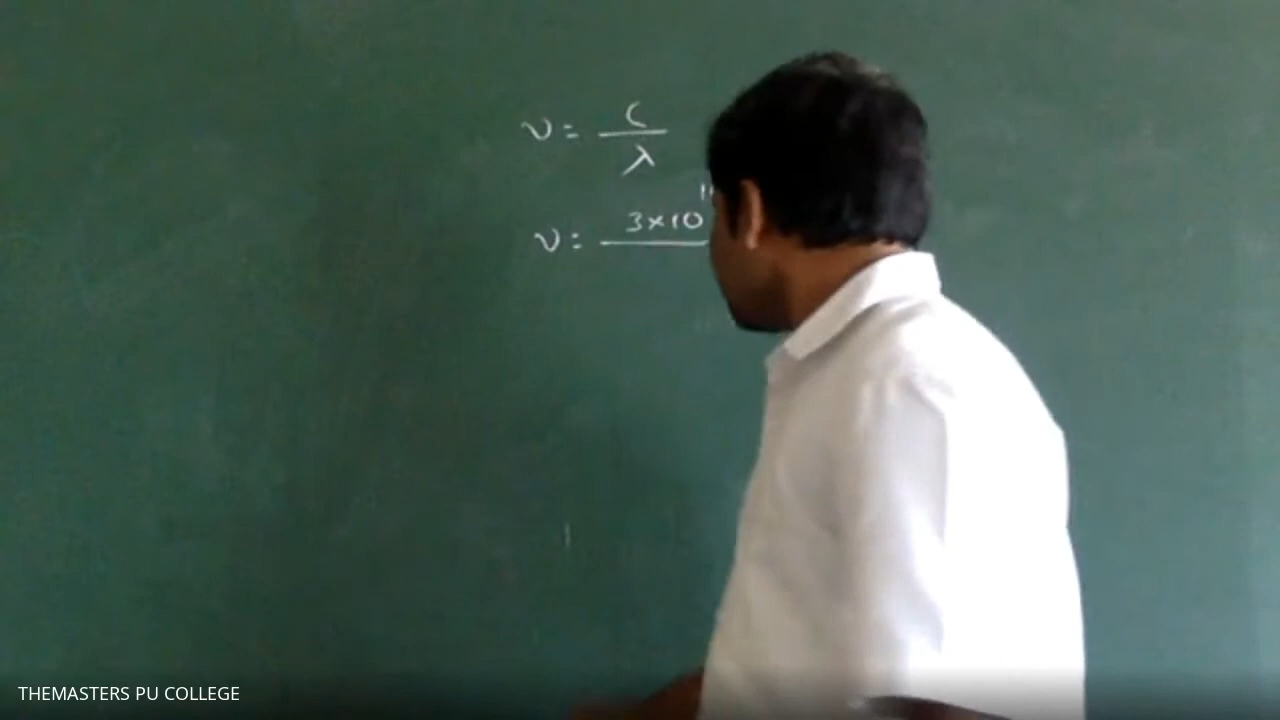 ν = c / λ
ν = 3×10
THEMASTERS PU COLLEGE